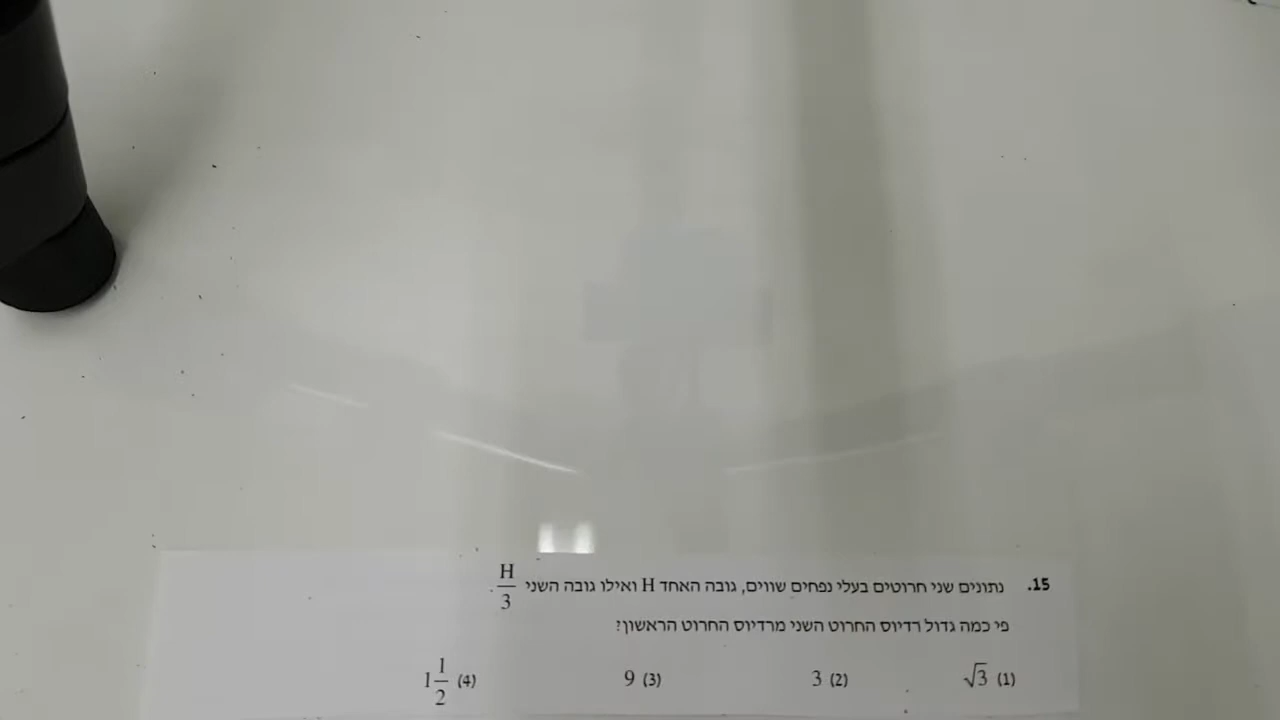 15. נתונים שני חרוטים בעלי נפחים שווים, גובה האחד H ואילו גובה השני H/3.
פי כמה גדול רדיוס החרוט השני מרדיוס החרוט הראשון?
(1) √3 (2) 3 (3) 9 (4) 1 1/2